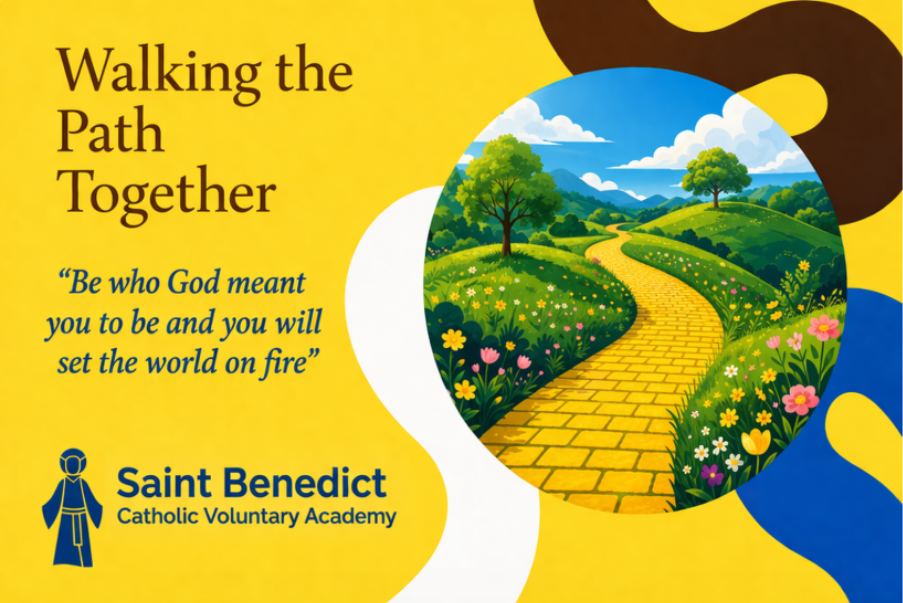 Walking the
Path
Together
“Be who God meant
you to be and you will
set the world on fire”
Saint Benedict
Catholic Voluntary Academy